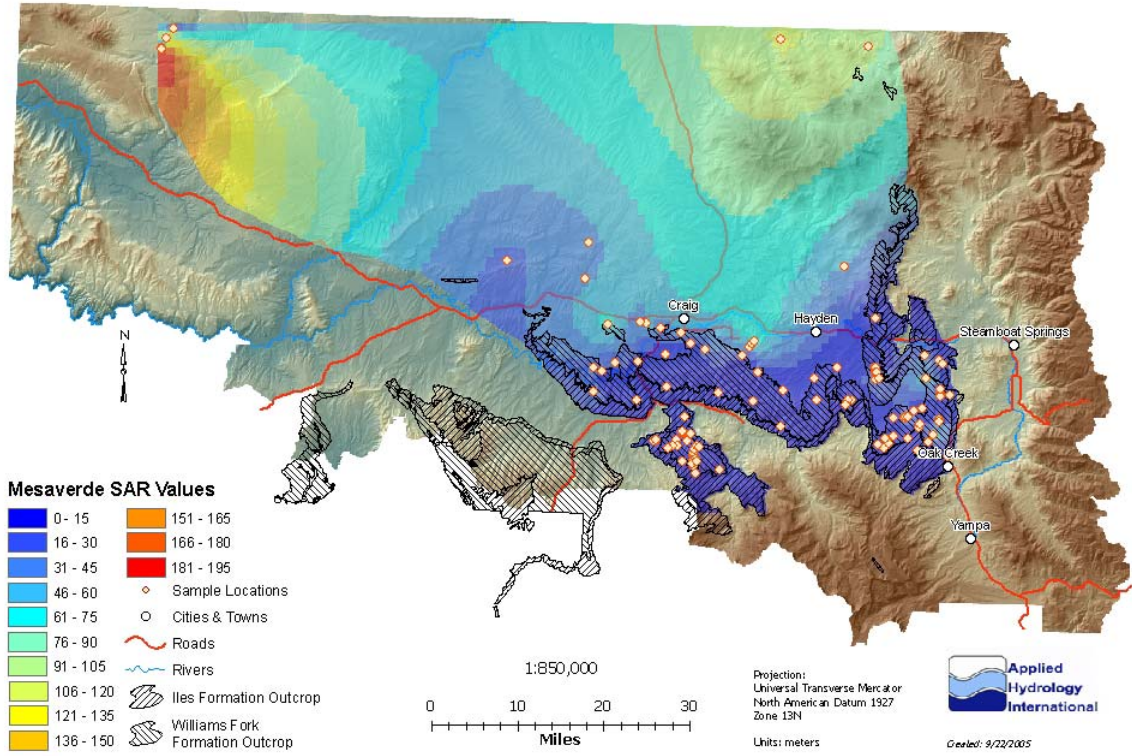 Craig
Hayden
Steamboat Springs
Oak Creek
Yampa
N
Mesaverde SAR Values
0 - 15
16 - 30
31 - 45
46 - 60
61 - 75
76 - 90
91 - 105
106 - 120
121 - 135
136 - 150
151 - 165
166 - 180
181 - 195
Sample Locations
Cities & Towns
Roads
Rivers
Iles Formation Outcrop
Williams Fork
Formation Outcrop
1:850,000
0 10 20 30
Miles
Projection:
Universal Transverse Mercator
North American Datum 1927
Zone 13N
Units: meters
Applied
Hydrology
International
Created: 9/22/2005